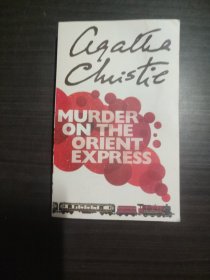 Agatha
Christie
MURDER
ON THE
ORIENT
EXPRESS